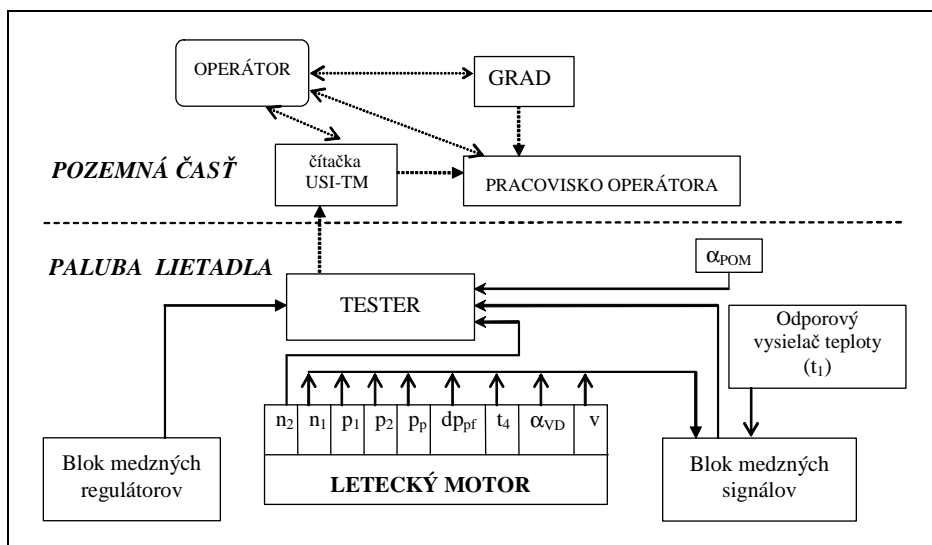 OPERÁTOR
GRAD
čítačka
USI-TM
PRACOVISKO OPERÁTORA
POZEMNÁ ČASŤ
PALUBA LIETADLA
αPOM
TESTER
Odporový
vysielač teploty
(t1)
n2 n1 p1 p2 pp dppf t4 αVD v
LETECKÝ MOTOR
Blok medzných
regulátorov
Blok medzných
signálov